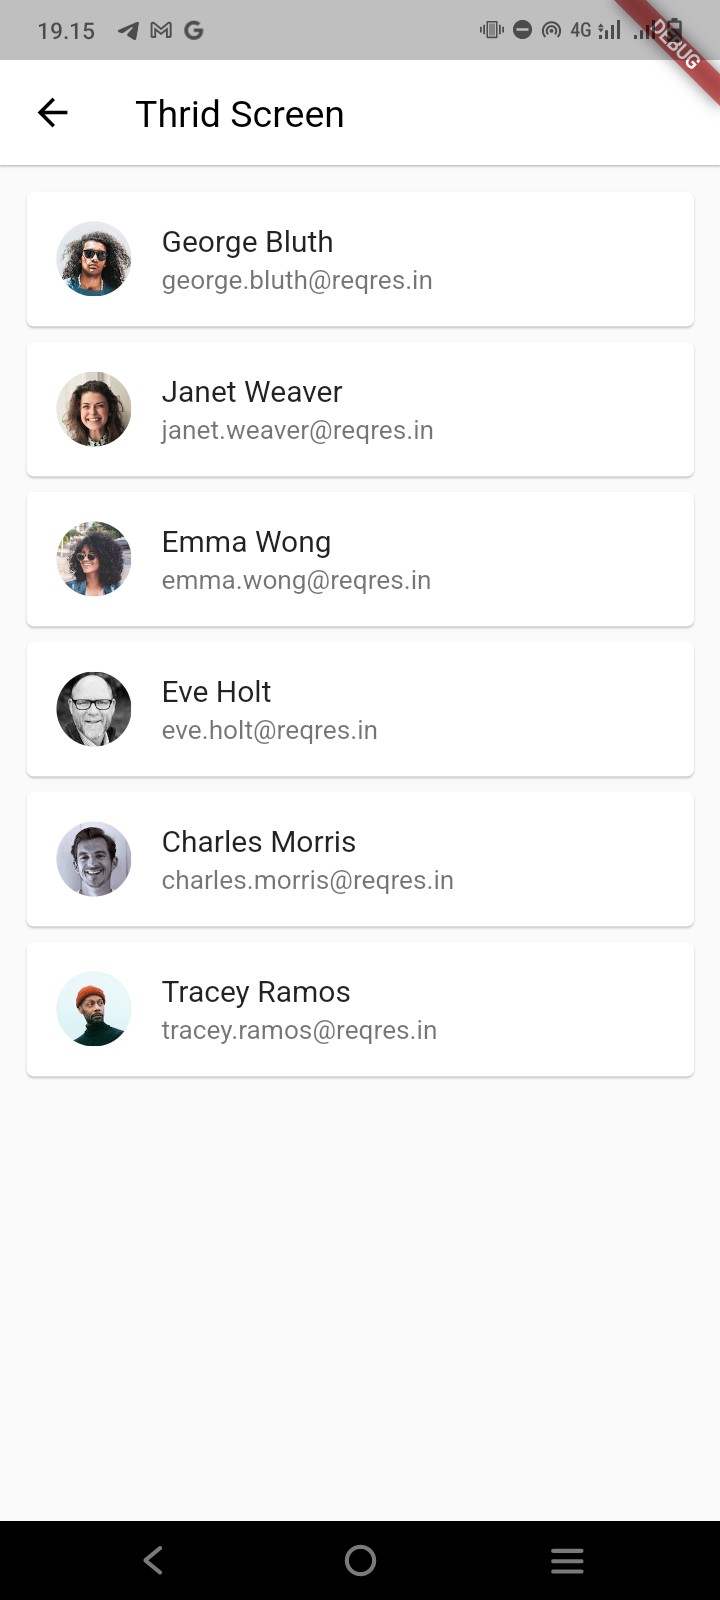 19.15
4G
DEBUG
Thrid Screen
George Bluth
george.bluth@reqres.in
Janet Weaver
janet.weaver@reqres.in
Emma Wong
emma.wong@reqres.in
Eve Holt
eve.holt@reqres.in
Charles Morris
charles.morris@reqres.in
Tracey Ramos
tracey.ramos@reqres.in